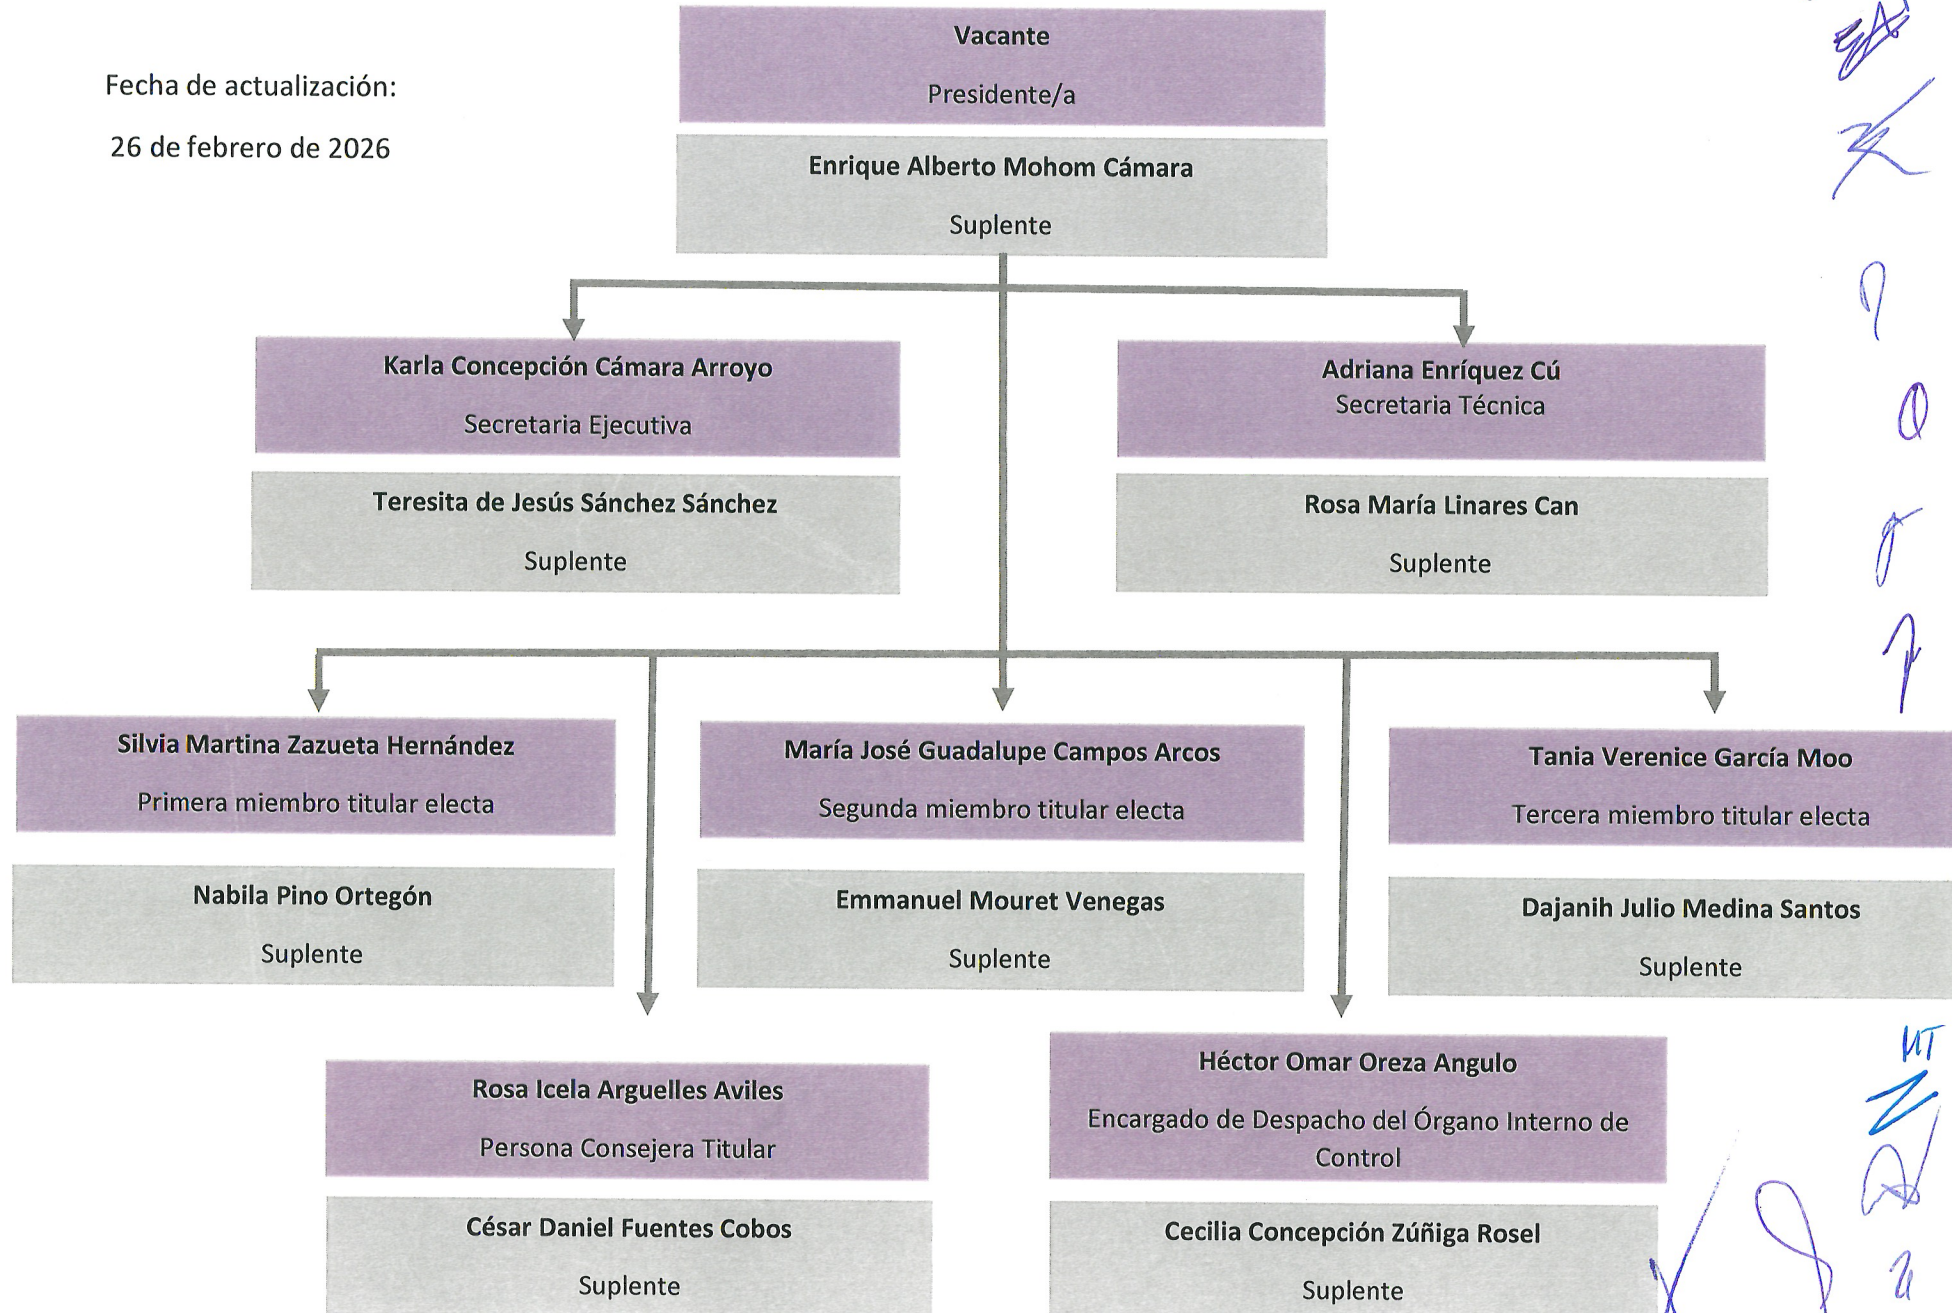 Vacante
Presidente/a
Fecha de actualización:
26 de febrero de 2026
Enrique Alberto Mohom Cámara
Suplente
Karla Concepción Cámara Arroyo
Secretaria Ejecutiva
Adriana Enríquez Cú
Secretaria Técnica
Teresita de Jesús Sánchez Sánchez
Suplente
Rosa María Linares Can
Suplente
Silvia Martina Zazueta Hernández
Primera miembro titular electa
María José Guadalupe Campos Arcos
Segunda miembro titular electa
Tania Verenice García Moo
Tercera miembro titular electa
Nabila Pino Ortegón
Suplente
Emmanuel Mouret Venegas
Suplente
Dajanih Julio Medina Santos
Suplente
Rosa Icela Arguelles Aviles
Persona Consejera Titular
Héctor Omar Oreza Angulo
Encargado de Despacho del Órgano Interno de
Control
César Daniel Fuentes Cobos
Suplente
Cecilia Concepción Zúñiga Rosel
Suplente